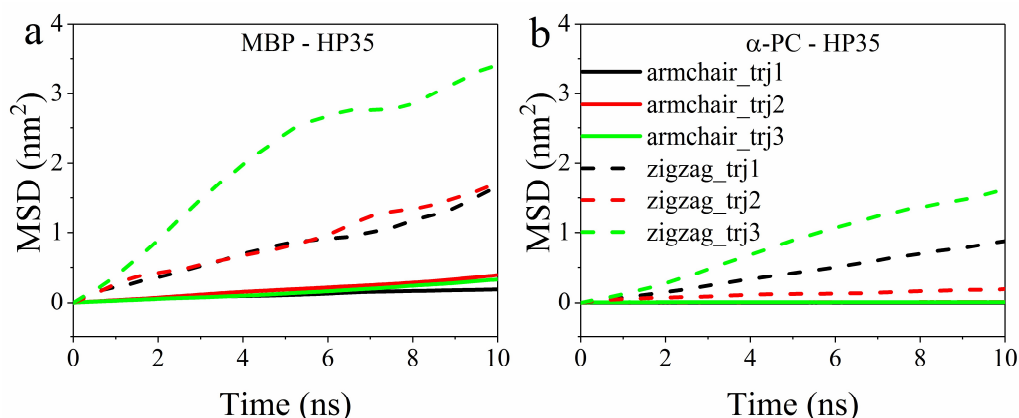 a
MBP - HP35
MSD (nm²)
4
3
2
1
0
0 2 4 6 8 10
Time (ns)
b
α-PC - HP35
armchair_trj1
armchair_trj2
armchair_trj3
zigzag_trj1
zigzag_trj2
zigzag_trj3
MSD (nm²)
4
3
2
1
0
0 2 4 6 8 10
Time (ns)